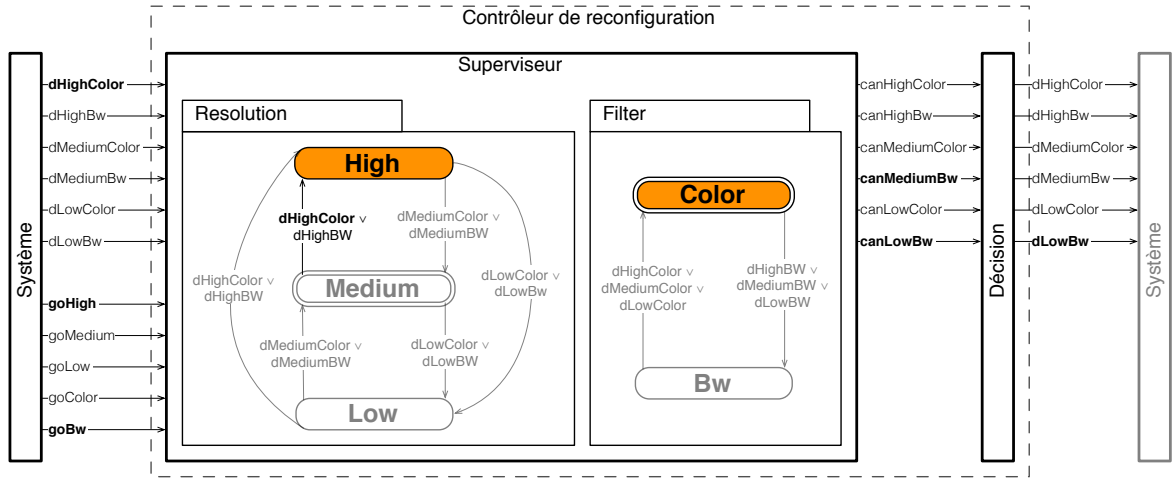 Contrôleur de reconfiguration
Système
dHighColor
dHighBw
dMediumColor
dMediumBw
dLowColor
dLowBw
goHigh
goMedium
goLow
goColor
goBw
Superviseur
Resolution
High
dHighColor ∨
dHighBW
dMediumColor ∨
dMediumBW
dHighColor ∨
dHighBW
dLowColor ∨
dLowBw
Medium
dMediumColor ∨
dMediumBW
dLowColor ∨
dLowBW
Low
Filter
Color
dHighColor ∨
dMediumColor ∨
dLowColor
dHighBW ∨
dMediumBW ∨
dLowBW
Bw
canHighColor
canHighBw
canMediumColor
canMediumBw
canLowColor
canLowBw
Décision
dHighColor
dHighBw
dMediumColor
dMediumBw
dLowColor
dLowBw
Système